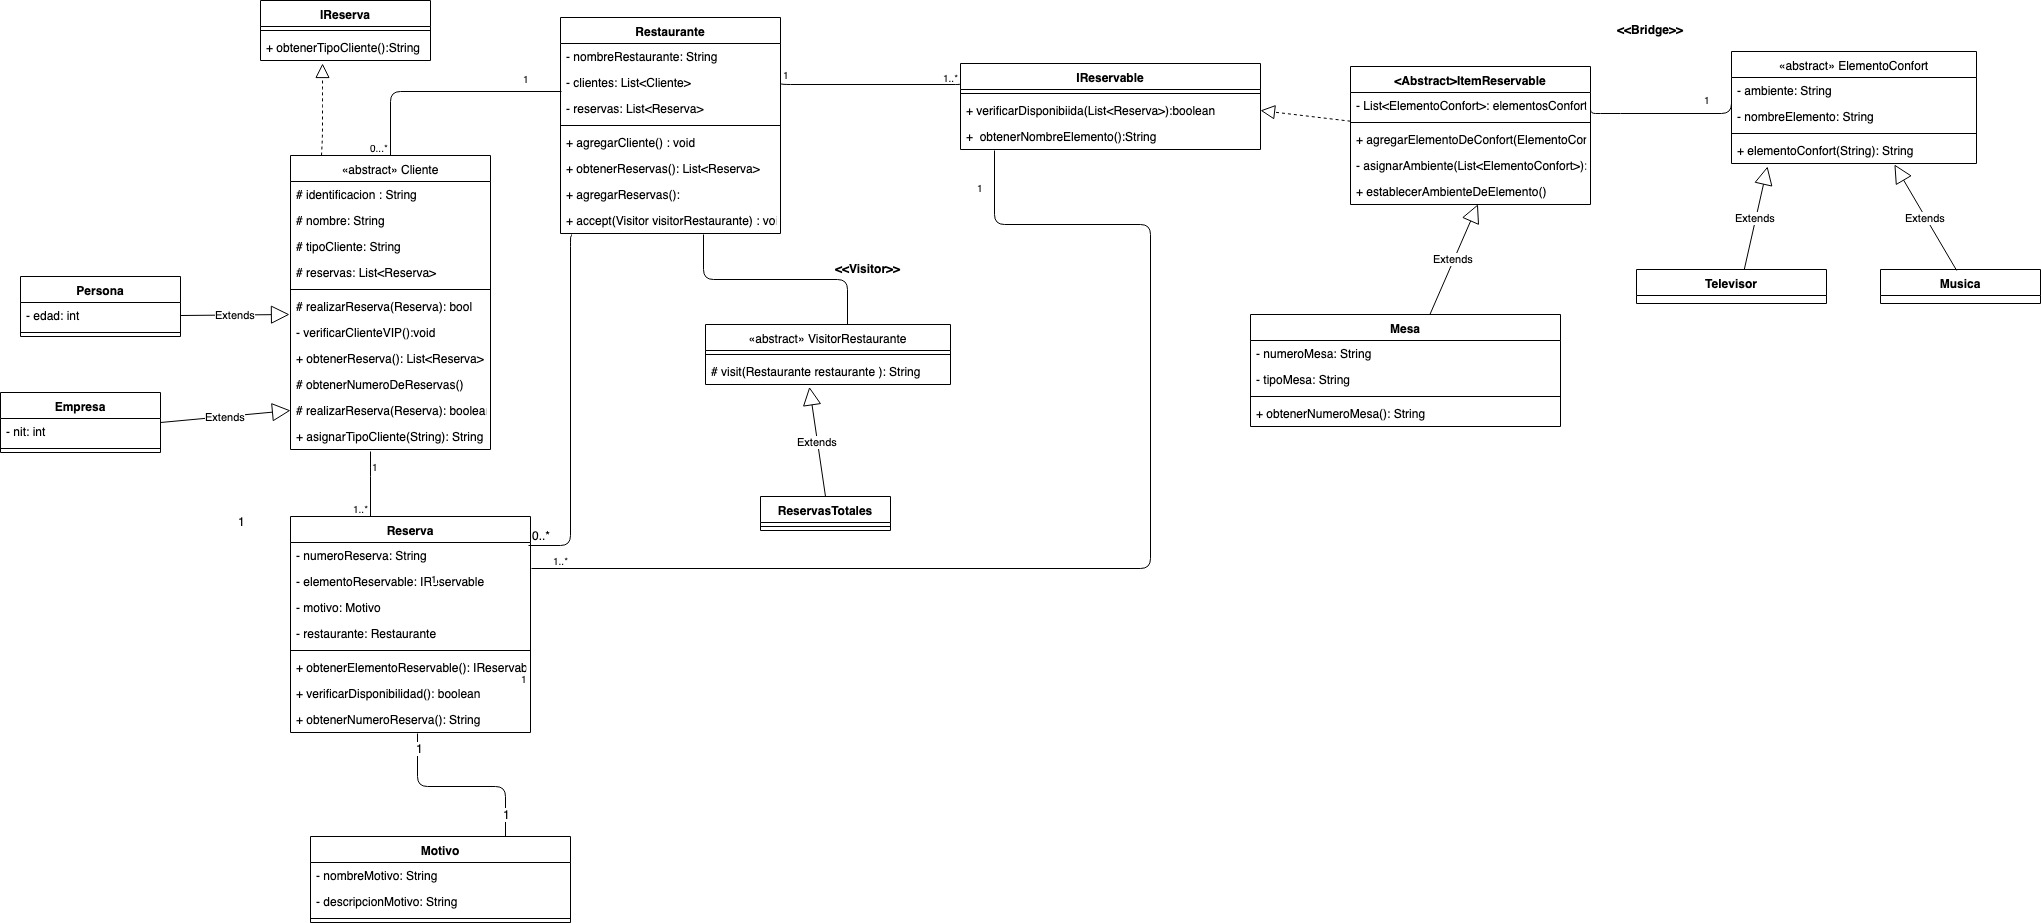 IReserva
+ obtenerTipoCliente():String
Restaurante
- nombreRestaurante: String
- clientes: List<Cliente>
- reservas: List<Reserva>
+ agregarCliente() : void
+ obtenerReservas(): List<Reserva>
+ agregarReservas():
+ accept(Visitor visitorRestaurante) : voi
1
0...*
1
1..*
IReservable
+ verificarDisponibiida(List<Reserva>):boolean
+ obtenerNombreElemento():String
1
<Abstract>ItemReservable
- List<ElementoConfort>: elementosConfort
+ agregarElementoDeConfort(ElementoCor
- asignarAmbiente(List<ElementoConfort>):
+ establecerAmbienteDeElemento()
<<Bridge>>
1
«abstract» ElementoConfort
- ambiente: String
- nombreElemento: String
+ elementoConfort(String): String
Extends
Extends
Televisor
Musica
Extends
Mesa
- numeroMesa: String
- tipoMesa: String
+ obtenerNumeroMesa(): String
«abstract» Cliente
# identificacion : String
# nombre: String
# tipoCliente: String
# reservas: List<Reserva>
# realizarReserva(Reserva): bool
- verificarClienteVIP():void
+ obtenerReserva(): List<Reserva>
# obtenerNumeroDeReservas()
# realizarReserva(Reserva): boolea
+ asignarTipoCliente(String): String
Persona
- edad: int
Extends
Empresa
- nit: int
Extends
<<Visitor>>
«abstract» VisitorRestaurante
# visit(Restaurante restaurante ): String
Extends
ReservasTotales
1
1..*
1
0..*
1..*
Reserva
- numeroReserva: String
- elementoReservable: IReservable
1
- motivo: Motivo
- restaurante: Restaurante
+ obtenerElementoReservable(): IReservab
1
+ verificarDisponibilidad(): boolean
+ obtenerNumeroReserva(): String
1
1
Motivo
- nombreMotivo: String
- descripcionMotivo: String